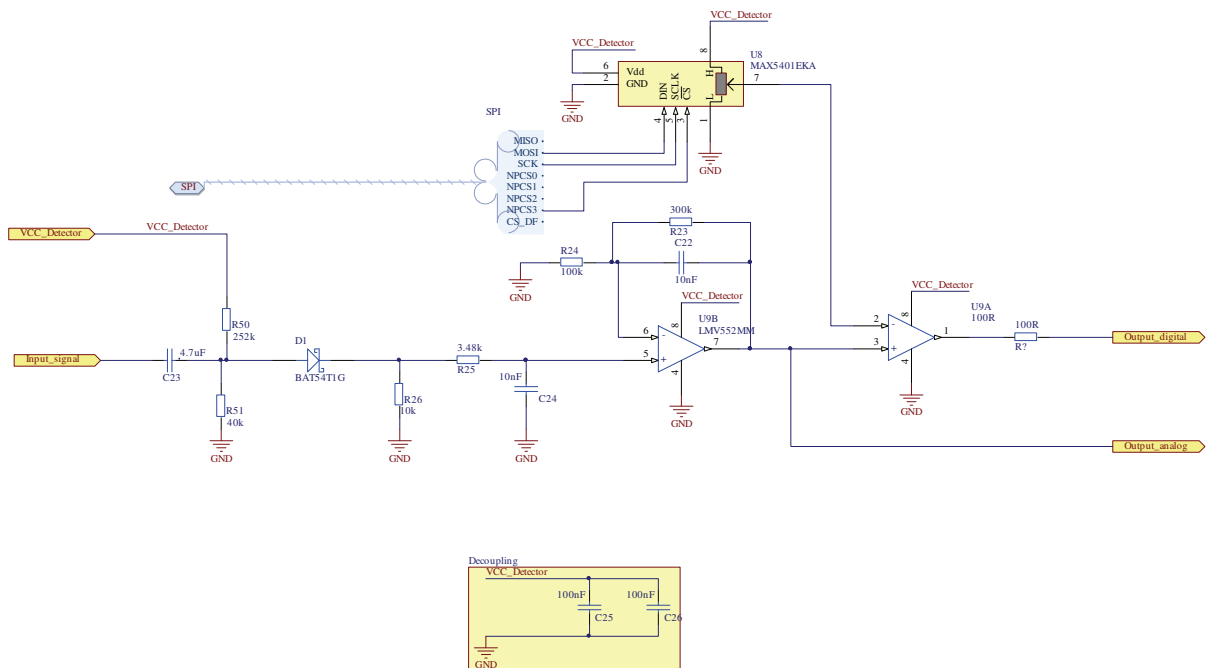 VCC_Detector
VCC_Detector
8
U8
MAX5401EKA
6
Vdd
2
GND
H
7
DIN
SCLK
CS
L
GND
4
5
3
1
GND
SPI
MISO
MOSI
SCK
NPCS0
NPCS1
NPCS2
NPCS3
CS_DF
SPI
300k
R23
C22
10nF
VCC_Detector
VCC_Detector
R24
100k
GND
VCC_Detector
U9B
LMV552MM
8
6
-
5
+
7
4
GND
VCC_Detector
U9A
100R
8
2
-
3
+
1
4
GND
100R
R?
Output_digital
R50
252k
Input_signal
4.7uF
C23
D1
BAT54T1G
3.48k
R25
10nF
C24
R51
40k
R26
10k
GND
GND
GND
Output_analog
Decoupling
VCC_Detector
100nF
C25
100nF
C26
GND